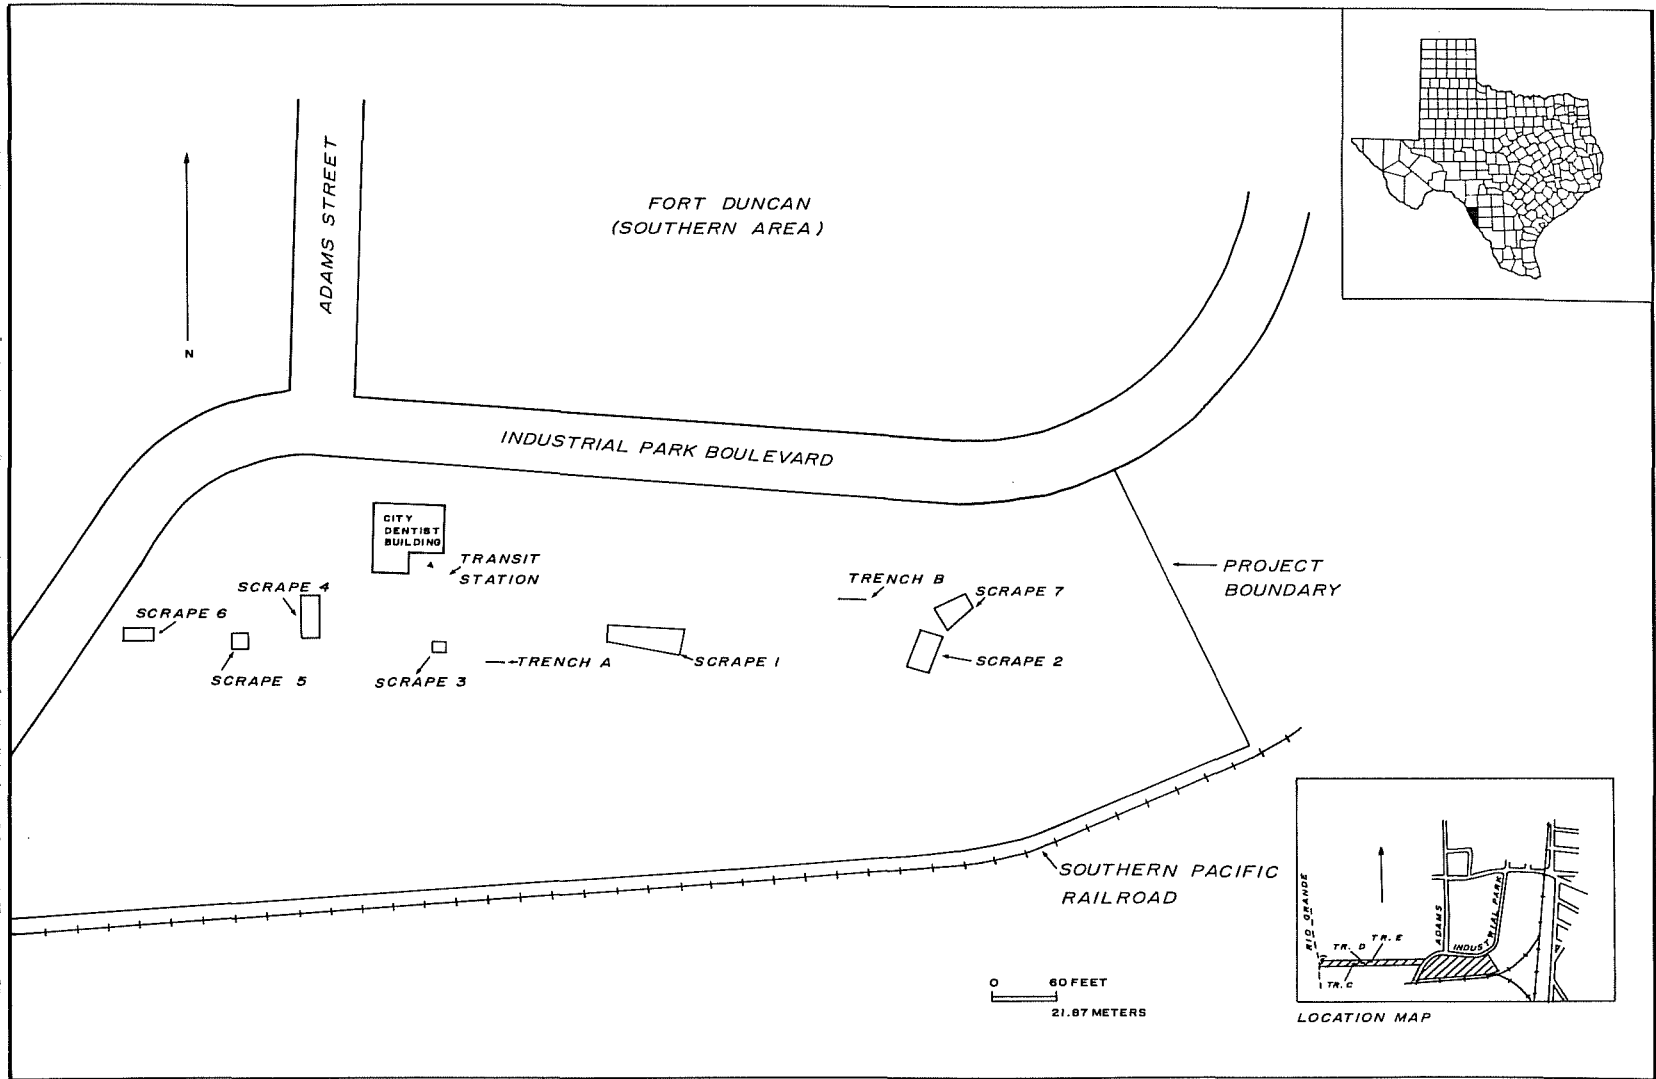 ADAMS STREET
N
FORT DUNCAN
(SOUTHERN AREA)
INDUSTRIAL PARK BOULEVARD
CITY
DENTIST
BUILDING
TRANSIT
STATION
SCRAPE 4
SCRAPE 6
SCRAPE 5
SCRAPE 3
TRENCH A
SCRAPE 1
TRENCH B
SCRAPE 7
SCRAPE 2
PROJECT
BOUNDARY
SOUTHERN PACIFIC
RAILROAD
0 60 FEET
21.87 METERS
RIO GRANDE
ADAMS
INDUSTRIAL PARK
TR. D
TR. E
TR. C
LOCATION MAP